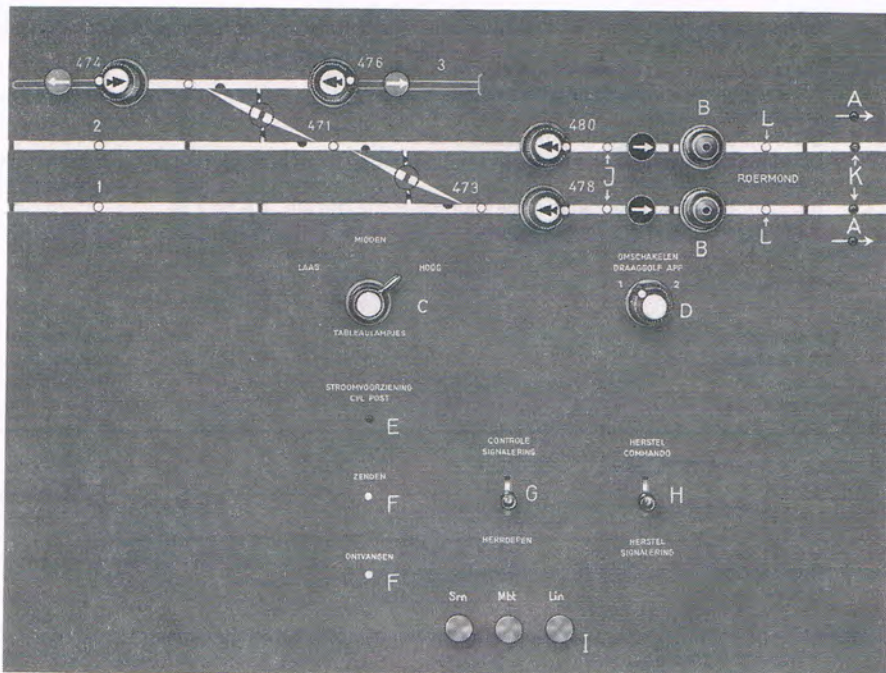 474
476
3
A
2
471
480
B
L
J
ROERMOND
K
1
473
478
B
L
A
MIDDEN
LAAG
HOOG
C
TABLEAULAMPJES
OMSCHAKELEN
DRAAGGOLF APP
1 2
D
STROOMVOORZIENING
CVL POST
E
CONTROLE
SIGNALERING
HERSTEL
COMMANDO
ZENDEN
F
G
H
HERROEPEN
HERSTEL
SIGNALERING
ONTVANGEN
F
Srn Mbt Lin
I